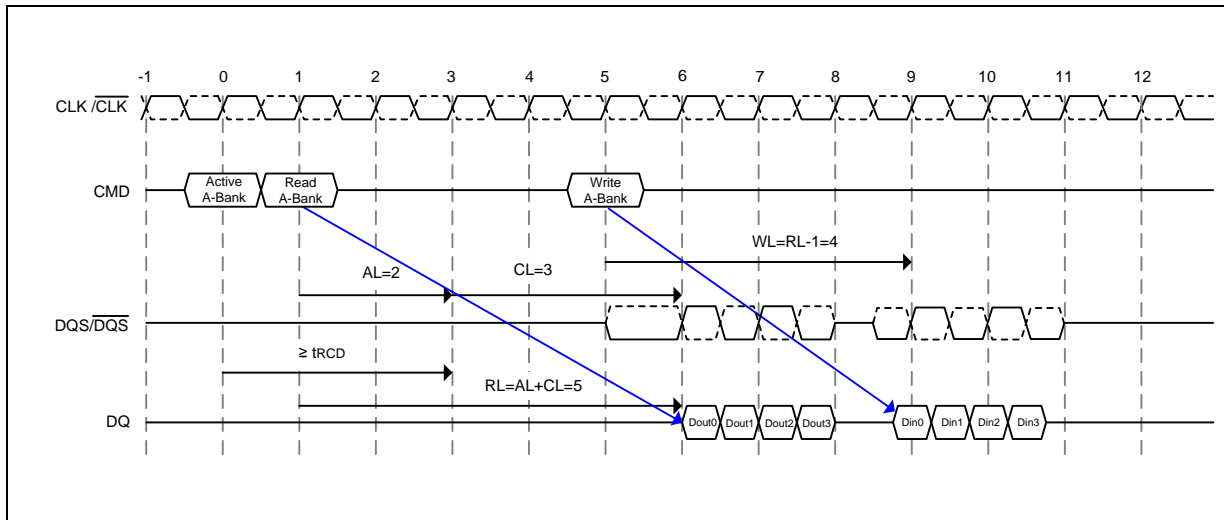 -1 0 1 2 3 4 5 6 7 8 9 10 11 12
CLK /CLK
CMD
Active
A-Bank
Read
A-Bank
Write
A-Bank
WL=RL-1=4
AL=2
CL=3
DQS/DQS
≥ tRCD
RL=AL+CL=5
DQ
Dout0 Dout1 Dout2 Dout3 Din0 Din1 Din2 Din3